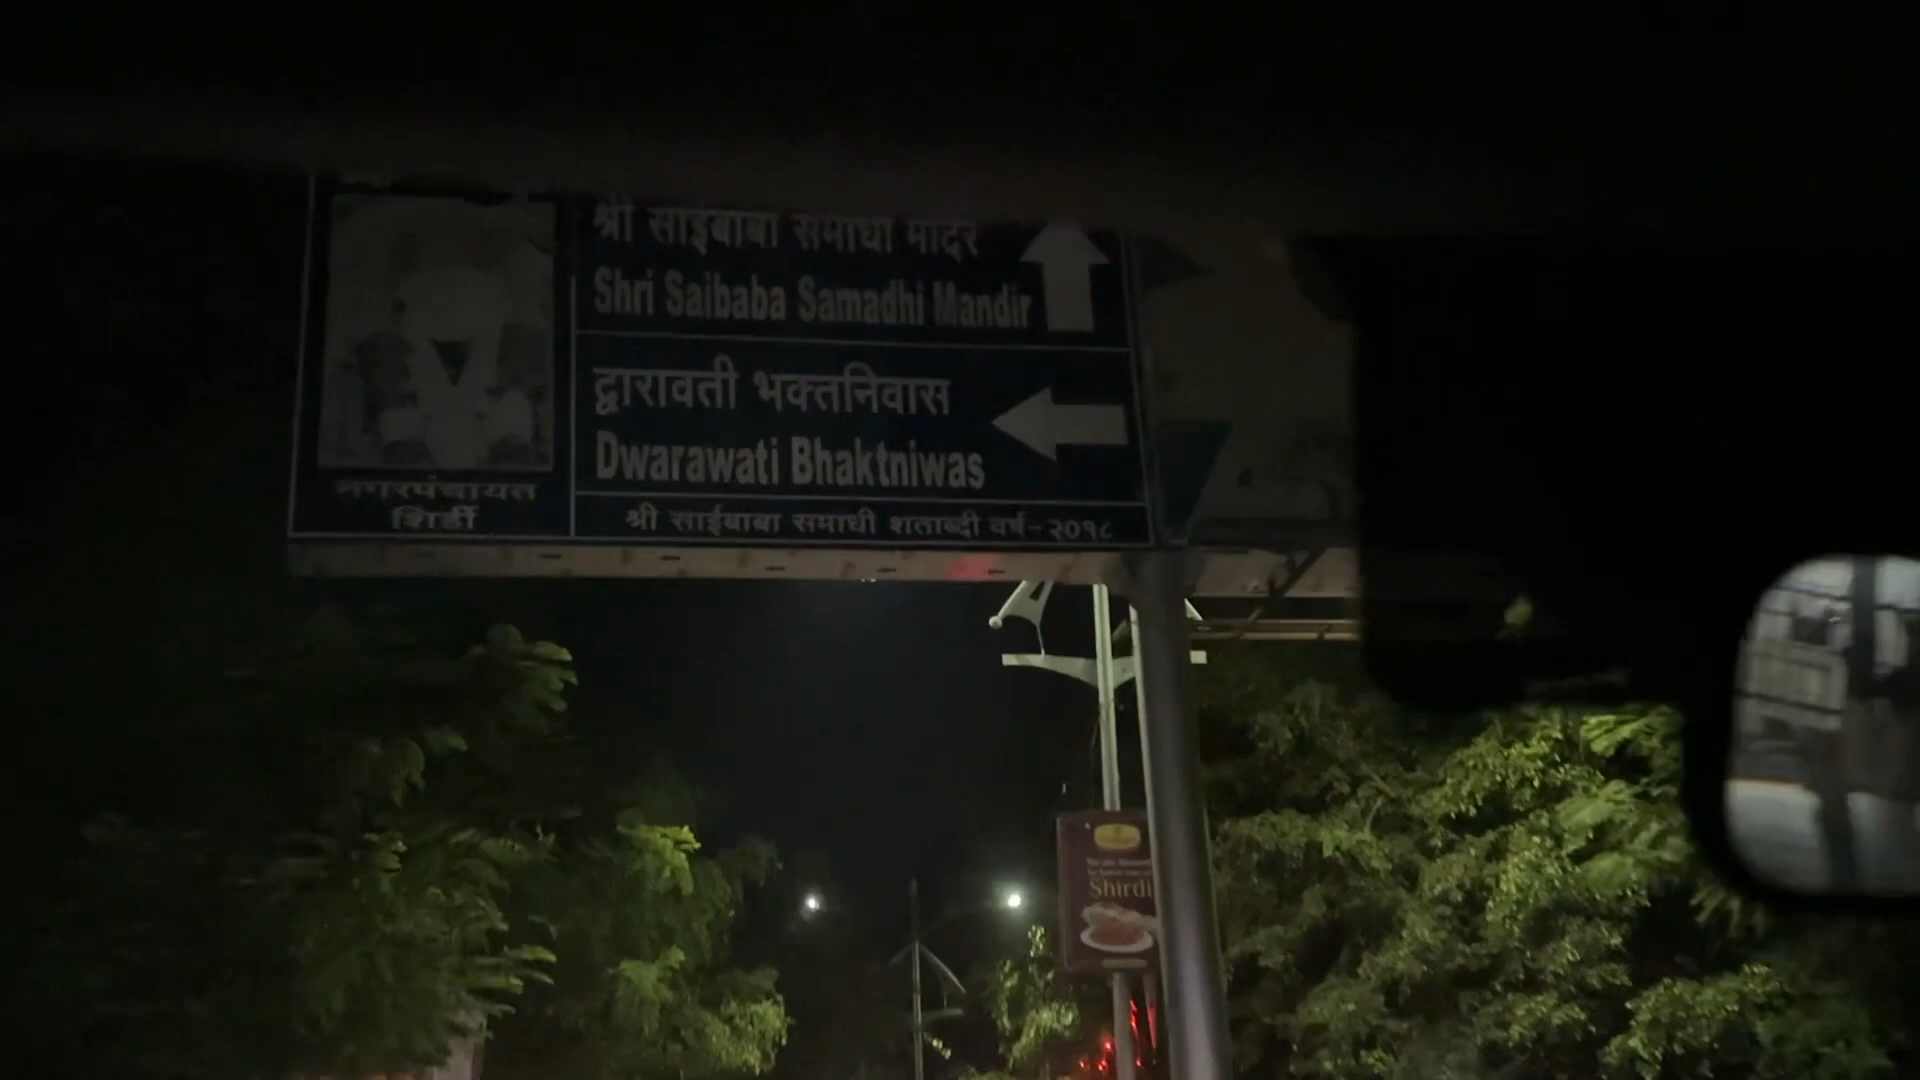 श्री साईबाबा समाधी मंदिर
Shri Saibaba Samadhi Mandir
द्वारावती भक्तनिवास
Dwarawati Bhaktniwas
नगरपंचायत
शिर्डी
श्री साईबाबा समाधी शताब्दी वर्ष-२०१८
Shirdi